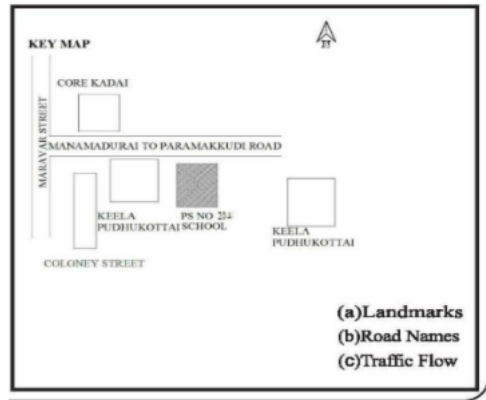 KEY MAP
N
CORE KADAI
MARAVAR STREET
MANAMADURAI TO PARAMAKKUDI ROAD
KEELA
PUDHUKOTTAI
PS NO 204
SCHOOL
KEELA
PUDHUKOTTAI
COLONEY STREET
(a)Landmarks
(b)Road Names
(c)Traffic Flow